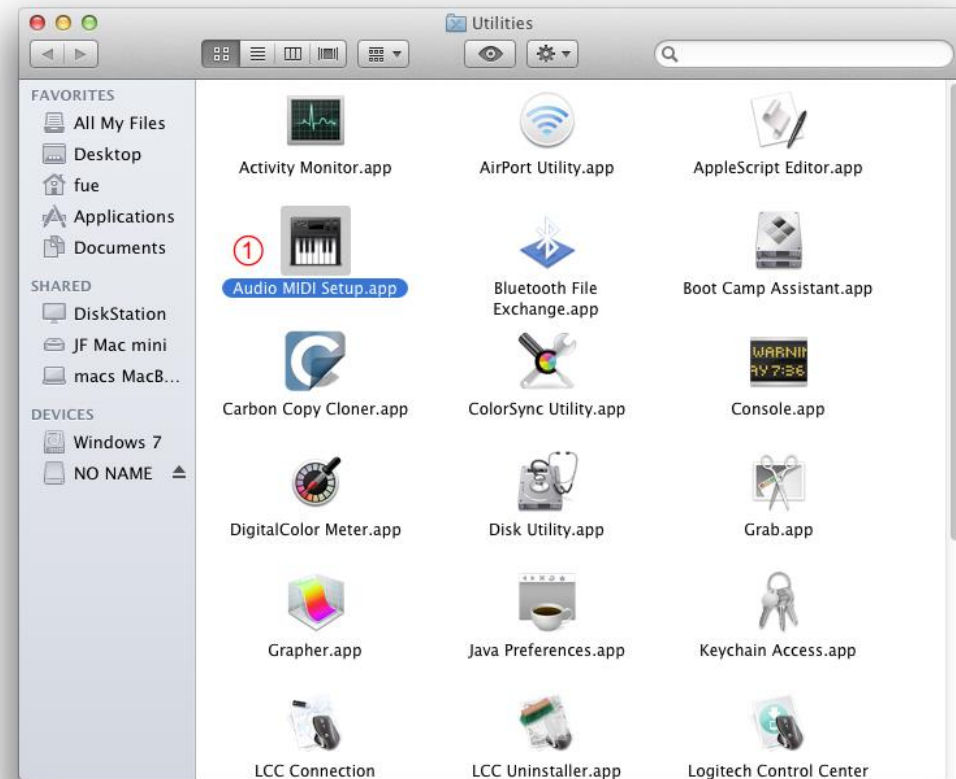 Utilities
FAVORITES
All My Files
Desktop
fue
Applications
Documents
SHARED
DiskStation
JF Mac mini
macs MacB...
DEVICES
Windows 7
NO NAME
Activity Monitor.app
AirPort Utility.app
AppleScript Editor.app
①
Audio MIDI Setup.app
Bluetooth File
Exchange.app
Boot Camp Assistant.app
WARNIN
AY 7:36
Carbon Copy Cloner.app
ColorSync Utility.app
Console.app
DigitalColor Meter.app
Disk Utility.app
Grab.app
Grapher.app
Java Preferences.app
Keychain Access.app
LCC Connection
LCC Uninstaller.app
Logitech Control Center